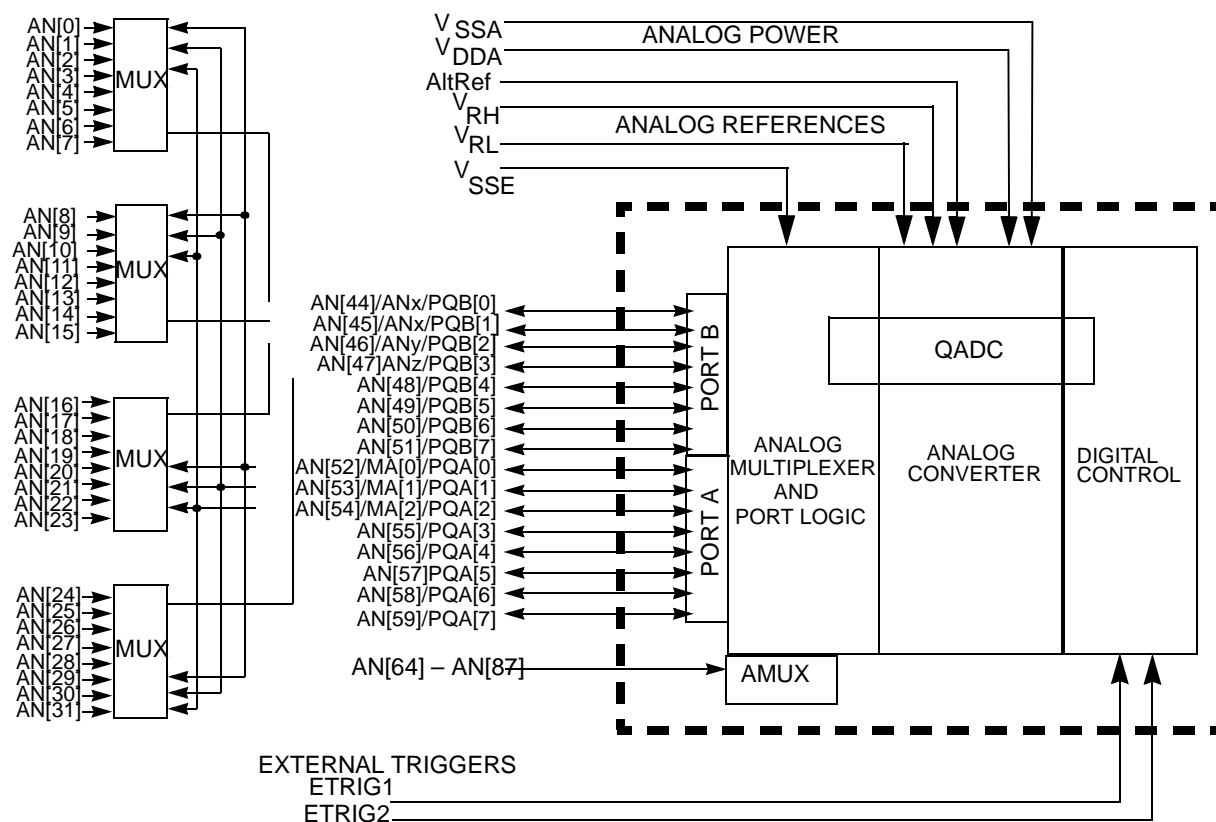 AN[0]
AN[1]
AN[2]
AN[3]
AN[4]
AN[5]
AN[6]
AN[7]
MUX
AN[8]
AN[9]
AN[10]
AN[11]
AN[12]
AN[13]
AN[14]
AN[15]
MUX
AN[16]
AN[17]
AN[18]
AN[19]
AN[20]
AN[21]
AN[22]
AN[23]
MUX
AN[24]
AN[25]
AN[26]
AN[27]
AN[28]
AN[29]
AN[30]
AN[31]
MUX
VSSA
ANALOG POWER
VDDA
AltRef
VRH
ANALOG REFERENCES
VRL
VSSE
AN[44]/ANx/PQB[0]
AN[45]/ANx/PQB[1]
AN[46]/ANy/PQB[2]
AN[47]ANz/PQB[3]
AN[48]/PQB[4]
AN[49]/PQB[5]
AN[50]/PQB[6]
AN[51]/PQB[7]
AN[52]/MA[0]/PQA[0]
AN[53]/MA[1]/PQA[1]
AN[54]/MA[2]/PQA[2]
AN[55]/PQA[3]
AN[56]/PQA[4]
AN[57]PQA[5]
AN[58]/PQA[6]
AN[59]/PQA[7]
PORT B
PORT A
QADC
ANALOG
MULTIPLEXER
AND
PORT LOGIC
ANALOG
CONVERTER
DIGITAL
CONTROL
AN[64] – AN[87]
AMUX
EXTERNAL TRIGGERS
ETRIG1
ETRIG2